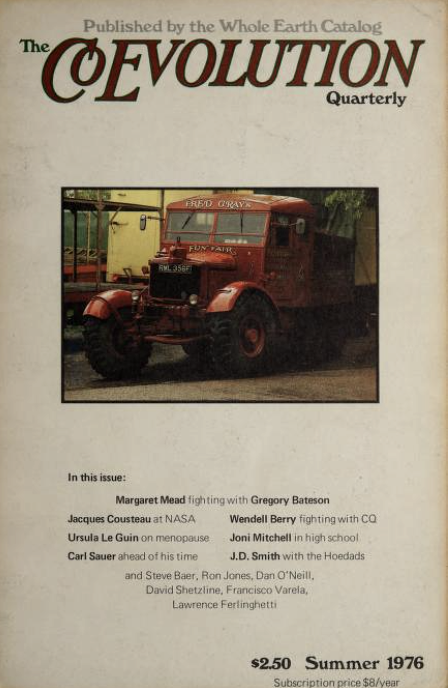 Published by the Whole Earth Catalog
The CoEVOLUTION
Quarterly
FRED GRAY'S
FUN FAIRS
RWL 356P
In this issue:
Margaret Mead fighting with Gregory Bateson
Jacques Cousteau at NASA
Wendell Berry fighting with CQ
Ursula Le Guin on menopause
Joni Mitchell in high school
Carl Sauer ahead of his time
J.D. Smith with the Hoedads
and Steve Baer, Ron Jones, Dan O'Neill,
David Shetzline, Francisco Varela,
Lawrence Ferlinghetti
$2.50 Summer 1976
Subscription price $8/year